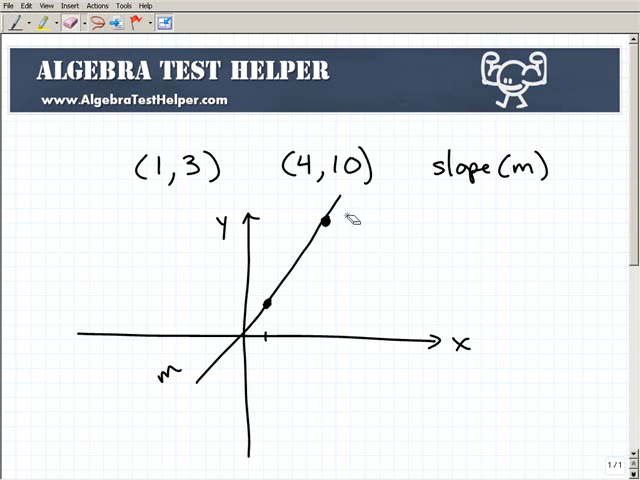 File Edit View Insert Actions Tools Help
ALGEBRA TEST HELPER
www.AlgebraTestHelper.com
(1,3) (4,10) slope(m)
y
x
m
1/1